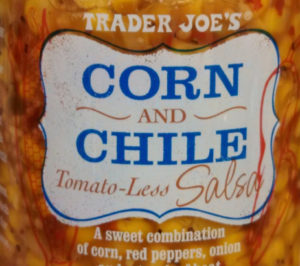 TRADER JOE'S®
CORN
AND
CHILE
Tomato-Less Salsa
A sweet combination
of corn, red peppers, onion